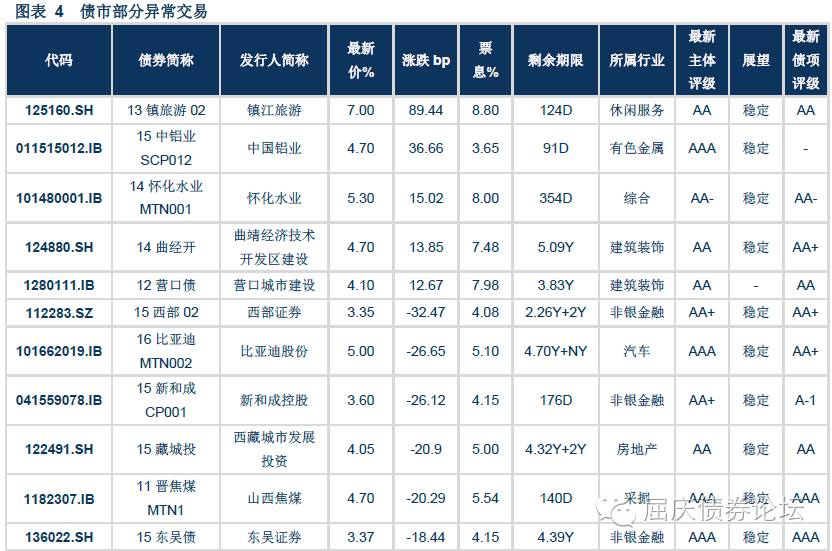 图表 4 债市部分异常交易
代码 债券简称 发行人简称 最新价% 涨跌 bp 票息% 剩余期限 所属行业 最新主体评级 展望 最新债项评级
125160.SH 13 镇旅游 02 镇江旅游 7.00 89.44 8.80 124D 休闲服务 AA 稳定 AA
011515012.IB 15 中铝业 SCP012 中国铝业 4.70 36.66 3.65 91D 有色金属 AAA 稳定 -
101480001.IB 14 怀化水业 MTN001 怀化水业 5.30 15.02 8.00 354D 综合 AA- 稳定 AA-
124880.SH 14 曲经开 曲靖经济技术开发区建设 4.70 13.85 7.48 5.09Y 建筑装饰 AA 稳定 AA+
1280111.IB 12 营口债 营口城市建设 4.10 12.67 7.98 3.83Y 建筑装饰 AA - AA
112283.SZ 15 西部 02 西部证券 3.35 -32.47 4.08 2.26Y+2Y 非银金融 AA+ 稳定 AA+
101662019.IB 16 比亚迪 MTN002 比亚迪股份 5.00 -26.65 5.10 4.70Y+NY 汽车 AAA 稳定 AA+
041559078.IB 15 新和成 CP001 新和成控股 3.60 -26.12 4.15 176D 非银金融 AA+ 稳定 A-1
122491.SH 15 藏城投 西藏城市发展投资 4.05 -20.9 5.00 4.32Y+2Y 房地产 AA 稳定 AA
1182307.IB 11 晋焦煤 MTN1 山西焦煤 4.70 -20.29 5.54 140D 采掘 AAA 稳定 AAA
屈庆债券论坛
136022.SH 15 东吴债 东吴证券 3.37 -18.44 4.15 4.39Y 非银金融 AAA 稳定 AAA